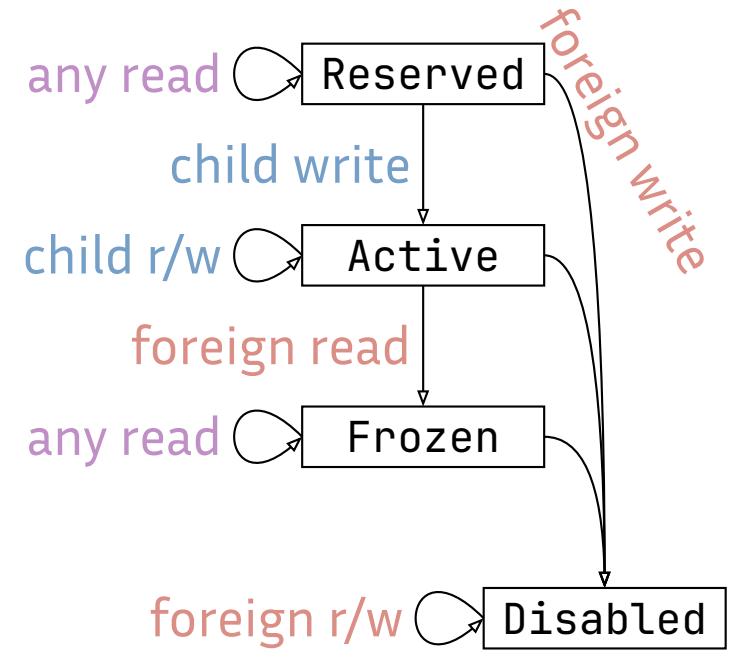 any read
Reserved
foreign write
child write
child r/w
Active
foreign read
any read
Frozen
foreign r/w
Disabled